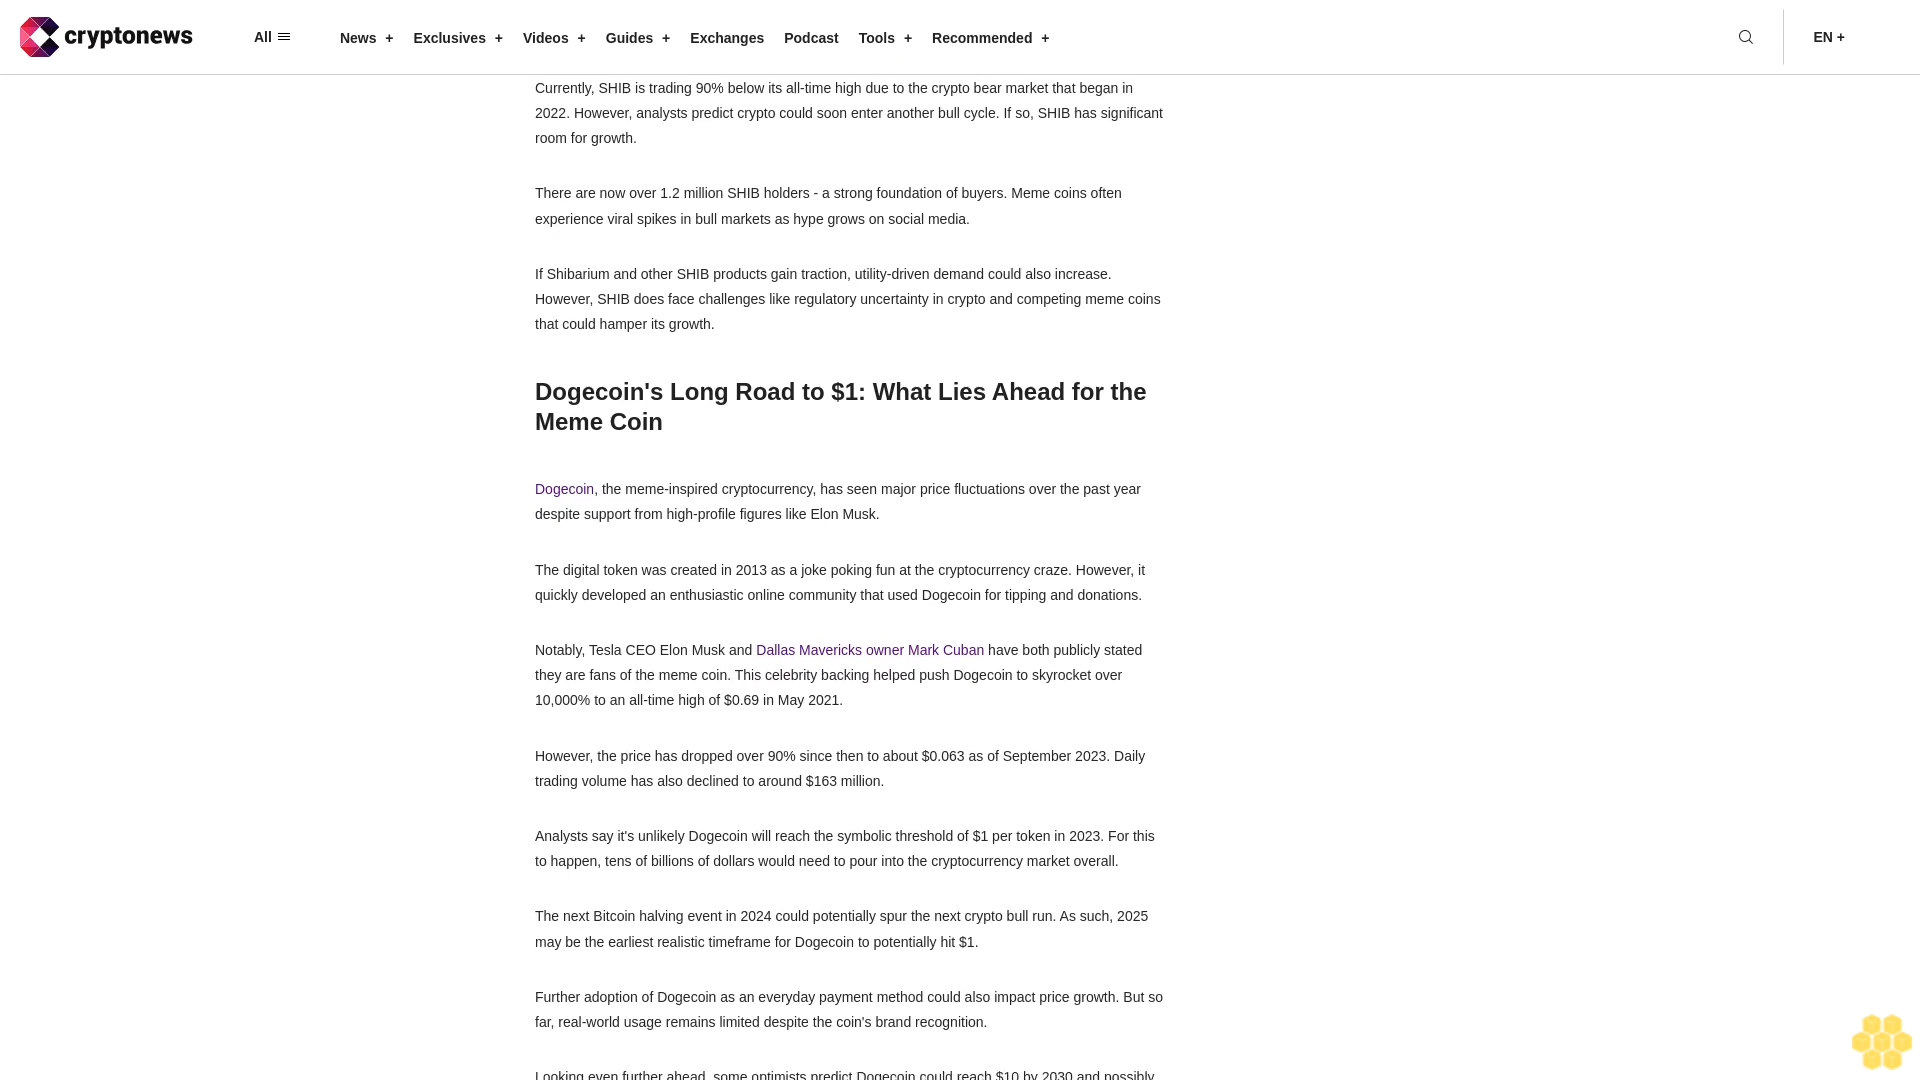 cryptonews
All
News +
Exclusives +
Videos +
Guides +
Exchanges
Podcast
Tools +
Recommended +
EN +
Currently, SHIB is trading 90% below its all-time high due to the crypto bear market that began in
2022. However, analysts predict crypto could soon enter another bull cycle. If so, SHIB has significant
room for growth.
There are now over 1.2 million SHIB holders - a strong foundation of buyers. Meme coins often
experience viral spikes in bull markets as hype grows on social media.
If Shibarium and other SHIB products gain traction, utility-driven demand could also increase.
However, SHIB does face challenges like regulatory uncertainty in crypto and competing meme coins
that could hamper its growth.
Dogecoin's Long Road to $1: What Lies Ahead for the
Meme Coin
Dogecoin, the meme-inspired cryptocurrency, has seen major price fluctuations over the past year
despite support from high-profile figures like Elon Musk.
The digital token was created in 2013 as a joke poking fun at the cryptocurrency craze. However, it
quickly developed an enthusiastic online community that used Dogecoin for tipping and donations.
Notably, Tesla CEO Elon Musk and Dallas Mavericks owner Mark Cuban have both publicly stated
they are fans of the meme coin. This celebrity backing helped push Dogecoin to skyrocket over
10,000% to an all-time high of $0.69 in May 2021.
However, the price has dropped over 90% since then to about $0.063 as of September 2023. Daily
trading volume has also declined to around $163 million.
Analysts say it's unlikely Dogecoin will reach the symbolic threshold of $1 per token in 2023. For this
to happen, tens of billions of dollars would need to pour into the cryptocurrency market overall.
The next Bitcoin halving event in 2024 could potentially spur the next crypto bull run. As such, 2025
may be the earliest realistic timeframe for Dogecoin to potentially hit $1.
Further adoption of Dogecoin as an everyday payment method could also impact price growth. But so
far, real-world usage remains limited despite the coin's brand recognition.
Looking even further ahead, some optimists predict Dogecoin could reach $10 by 2030 and possibly